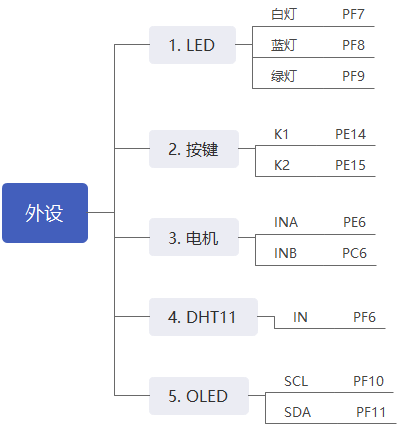 外设
1. LED
白灯 PF7
蓝灯 PF8
绿灯 PF9
2. 按键
K1 PE14
K2 PE15
3. 电机
INA PE6
INB PC6
4. DHT11
IN PF6
5. OLED
SCL PF10
SDA PF11